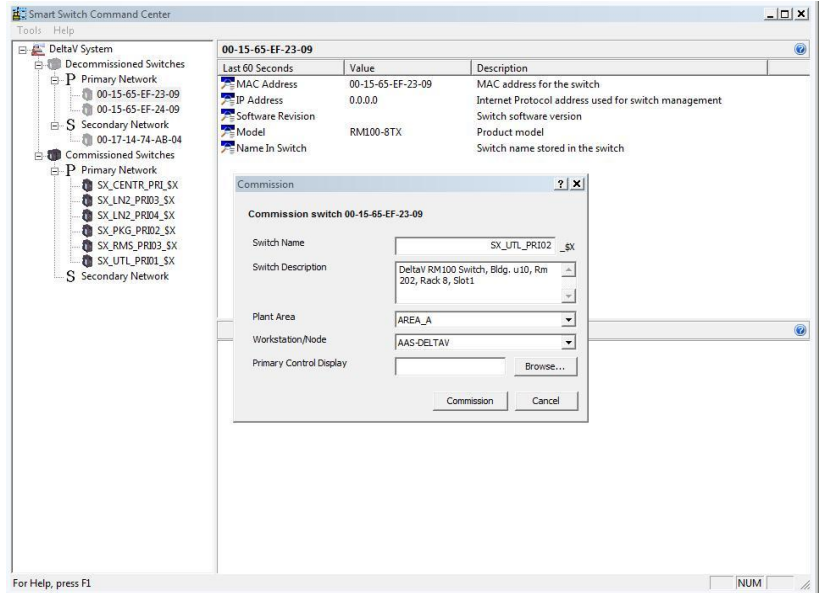 Smart Switch Command Center
Tools Help
DeltaV System
Decommissioned Switches
P Primary Network
00-15-65-EF-23-09
00-15-65-EF-24-09
S Secondary Network
00-17-14-74-AB-04
Commissioned Switches
P Primary Network
SX_CENTR_PRI_$X
SX_LN2_PRI03_$X
SX_LN2_PRI04_$X
SX_PKG_PRI02_$X
SX_RMS_PRI03_$X
SX_UTL_PRI01_$X
S Secondary Network
00-15-65-EF-23-09
Last 60 Seconds Value Description
MAC Address 00-15-65-EF-23-09 MAC address for the switch
IP Address 0.0.0.0 Internet Protocol address used for switch management
Software Revision Switch software version
Model RM100-8TX Product model
Name In Switch Switch name stored in the switch
Commission
Commission switch 00-15-65-EF-23-09
Switch Name SX_UTL_PRI02 _$X
Switch Description DeltaV RM100 Switch, Bldg. u10, Rm
202, Rack 8, Slot1
Plant Area AREA_A
Workstation/Node AAS-DELTAV
Primary Control Display Browse...
Commission Cancel
For Help, press F1 NUM